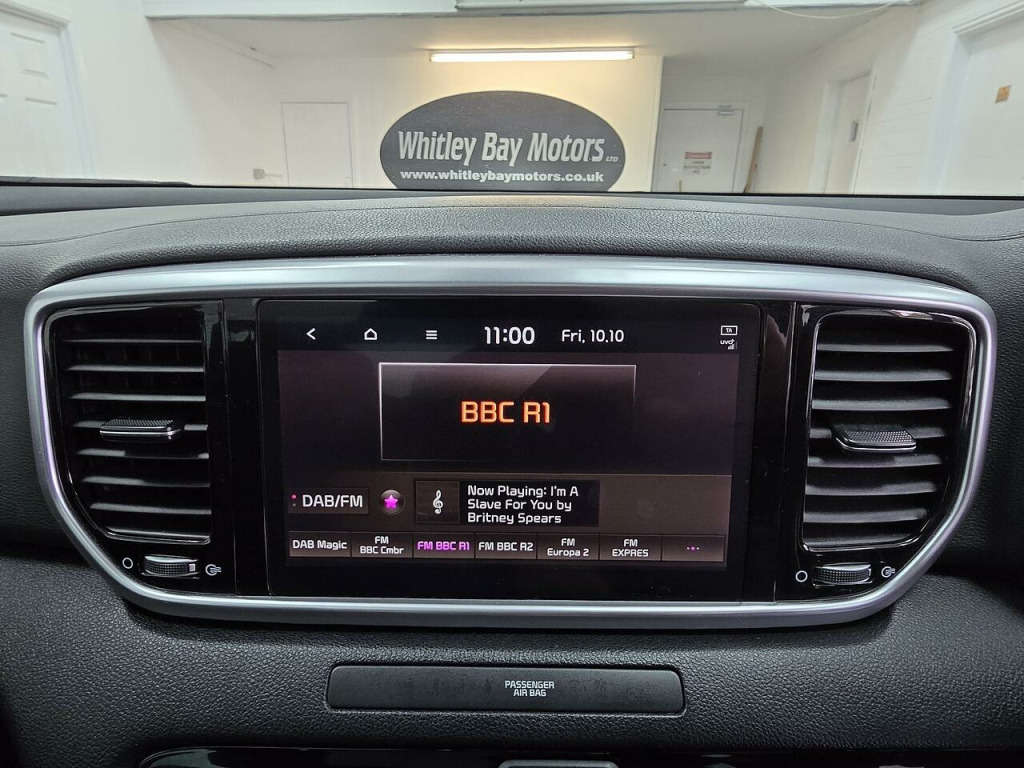 Whitley Bay Motors LTD
www.whitleybaymotors.co.uk
11:00 Fri, 10.10
TA
UVO
BBC R1
DAB/FM
Now Playing: I'm A
Slave For You by
Britney Spears
DAB Magic
FM
BBC Cmbr
FM BBC R1
FM BBC R2
FM
Europa 2
FM
EXPRES
PASSENGER
AIR BAG